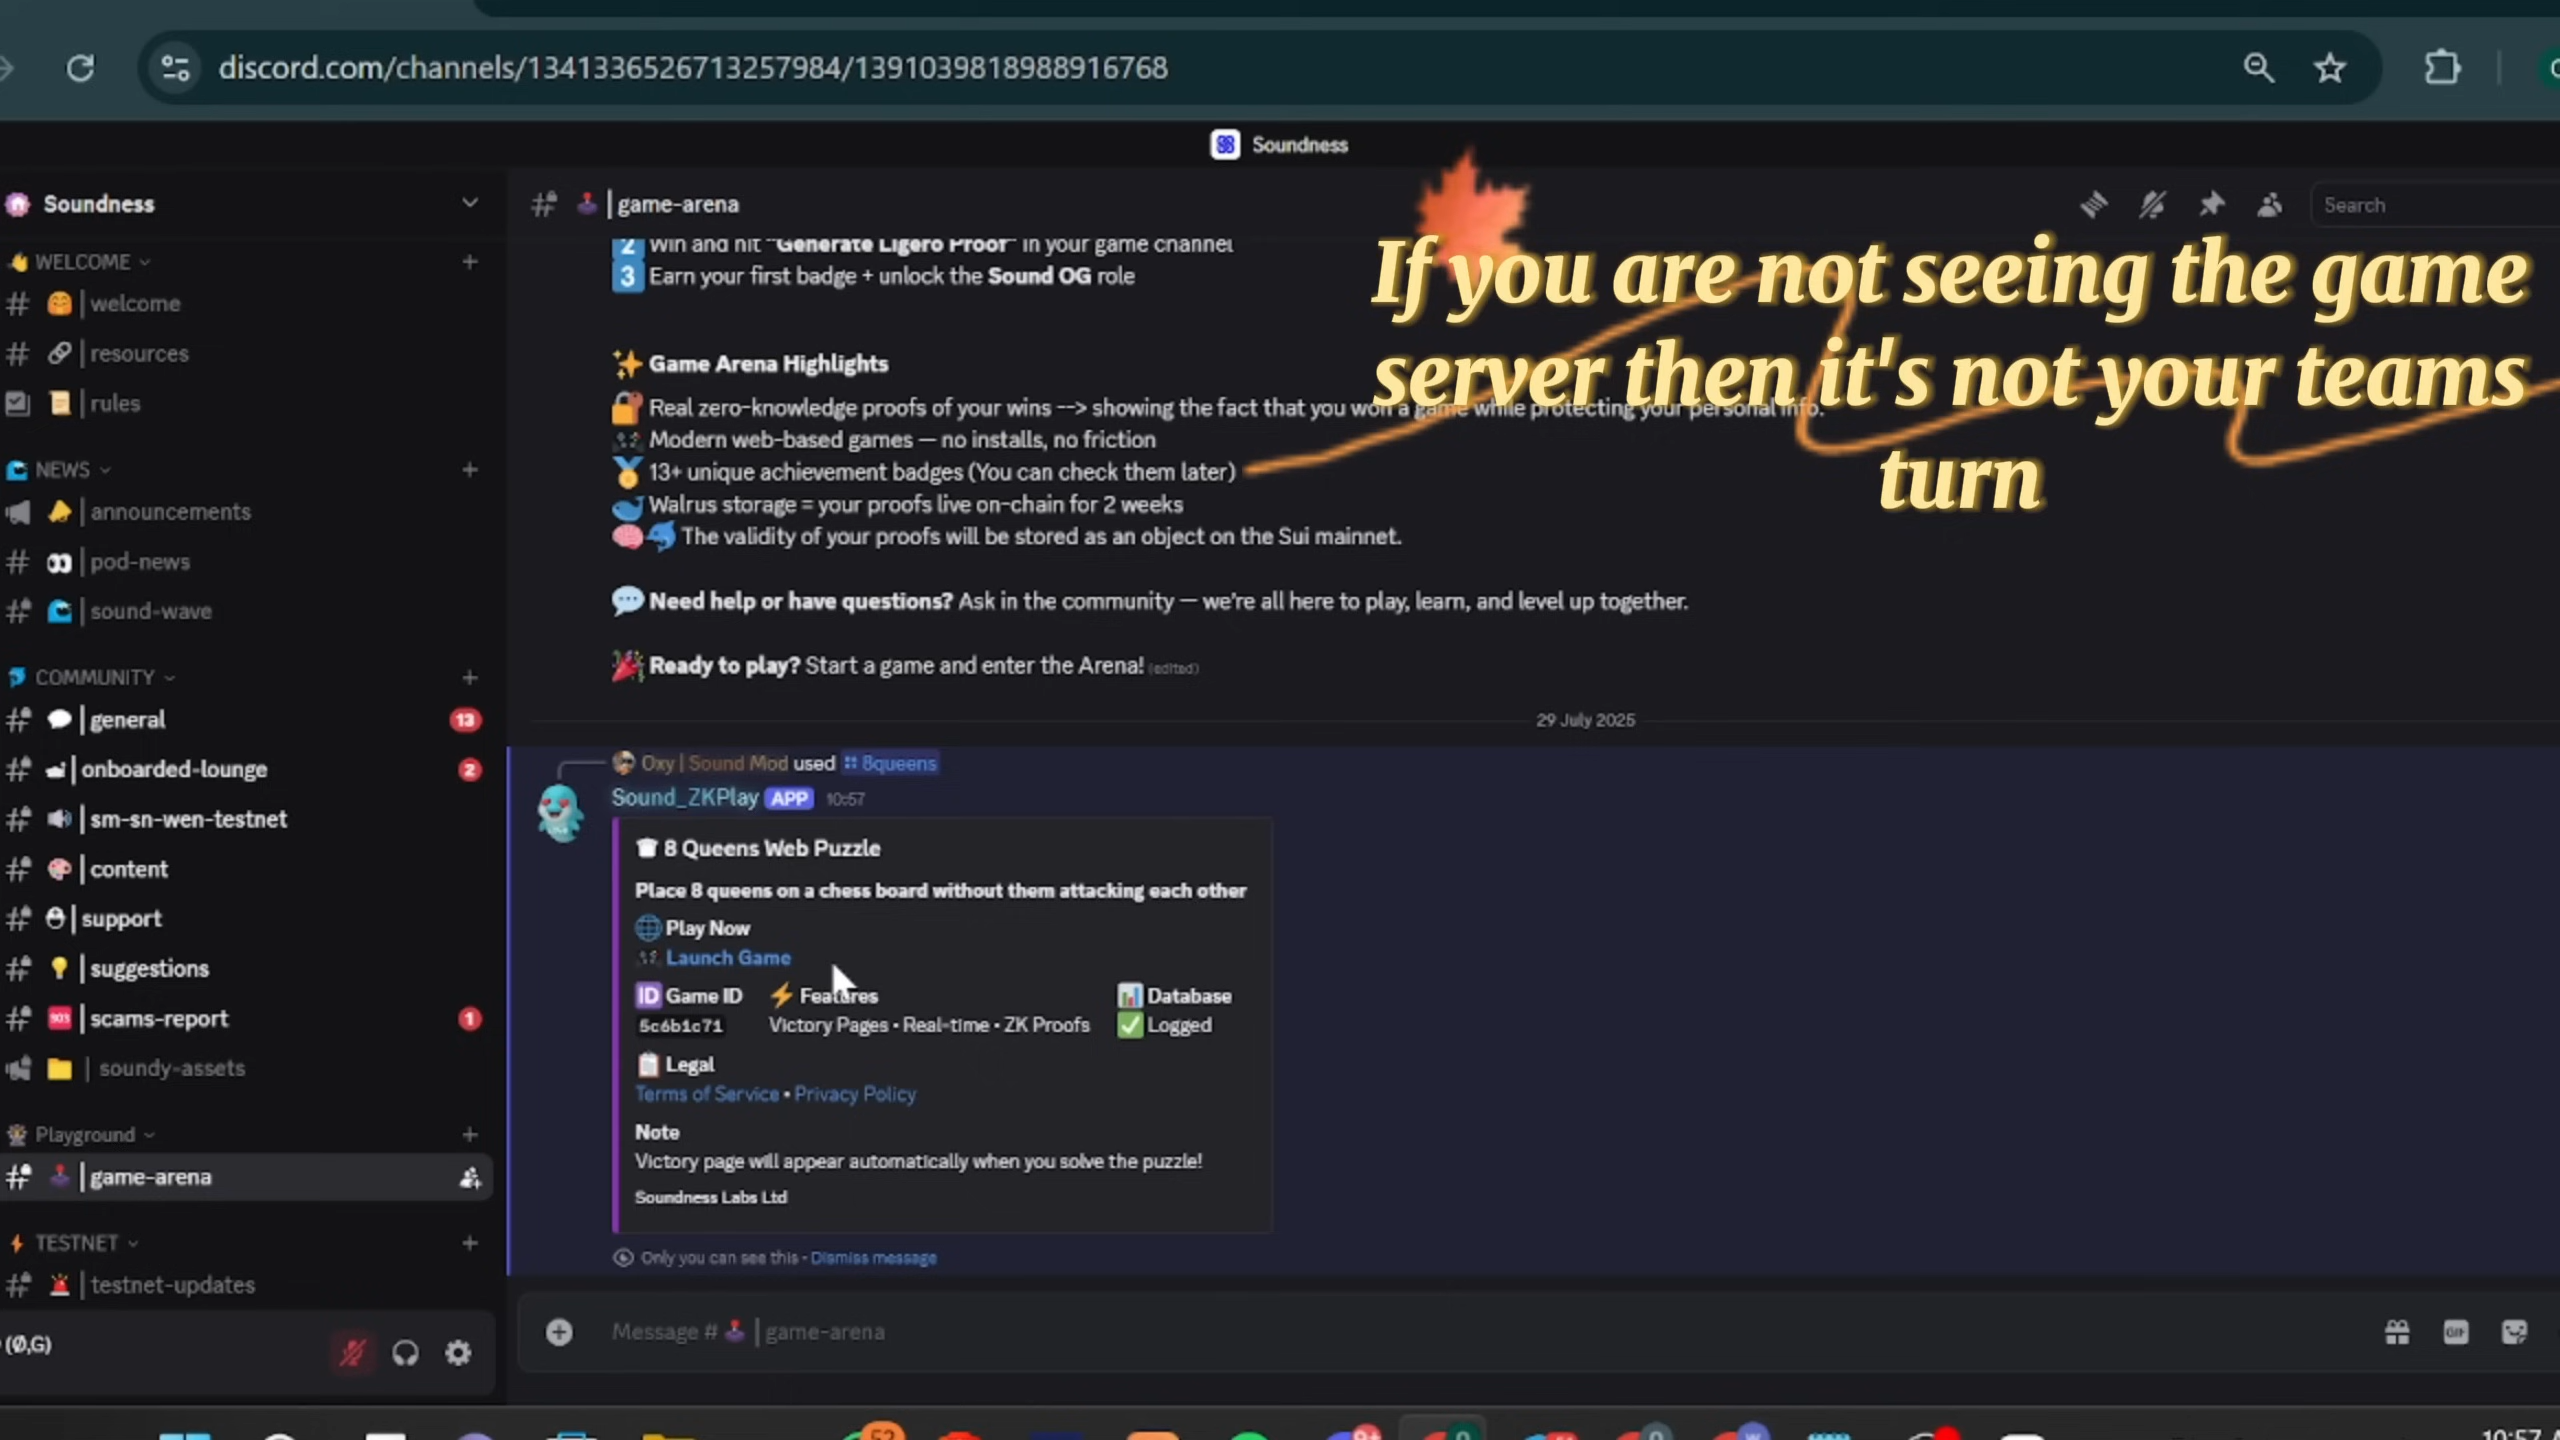 discord.com/channels/1341336526713257984/1391039818988916768
Soundness
Soundness
WELCOME
welcome
resources
rules
NEWS
announcements
pod-news
sound-wave
COMMUNITY
general 13
onboarded-lounge 2
sm-sn-wen-testnet
content
support
suggestions
scams-report 1
soundy-assets
Playground
game-arena
TESTNET
testnet-updates
(Ø,G)
game-arena
Search
2 Win and hit "Generate Ligero Proof" in your game channel
3 Earn your first badge + unlock the Sound OG role
Game Arena Highlights
Real zero-knowledge proofs of your wins --> showing the fact that you won a game while protecting your personal info.
Modern web-based games — no installs, no friction
13+ unique achievement badges (You can check them later)
Walrus storage = your proofs live on-chain for 2 weeks
The validity of your proofs will be stored as an object on the Sui mainnet.
Need help or have questions? Ask in the community — we're all here to play, learn, and level up together.
Ready to play? Start a game and enter the Arena! (edited)
If you are not seeing the game
server then it's not your teams
turn
29 July 2025
Oxy | Sound Mod used 8queens
Sound_ZKPlay APP 10:57
8 Queens Web Puzzle
Place 8 queens on a chess board without them attacking each other
Play Now
Launch Game
ID Game ID Features Database
5c6b1c71 Victory Pages • Real-time • ZK Proofs Logged
Legal
Terms of Service • Privacy Policy
Note
Victory page will appear automatically when you solve the puzzle!
Soundness Labs Ltd
Only you can see this • Dismiss message
Message # game-arena
GIF